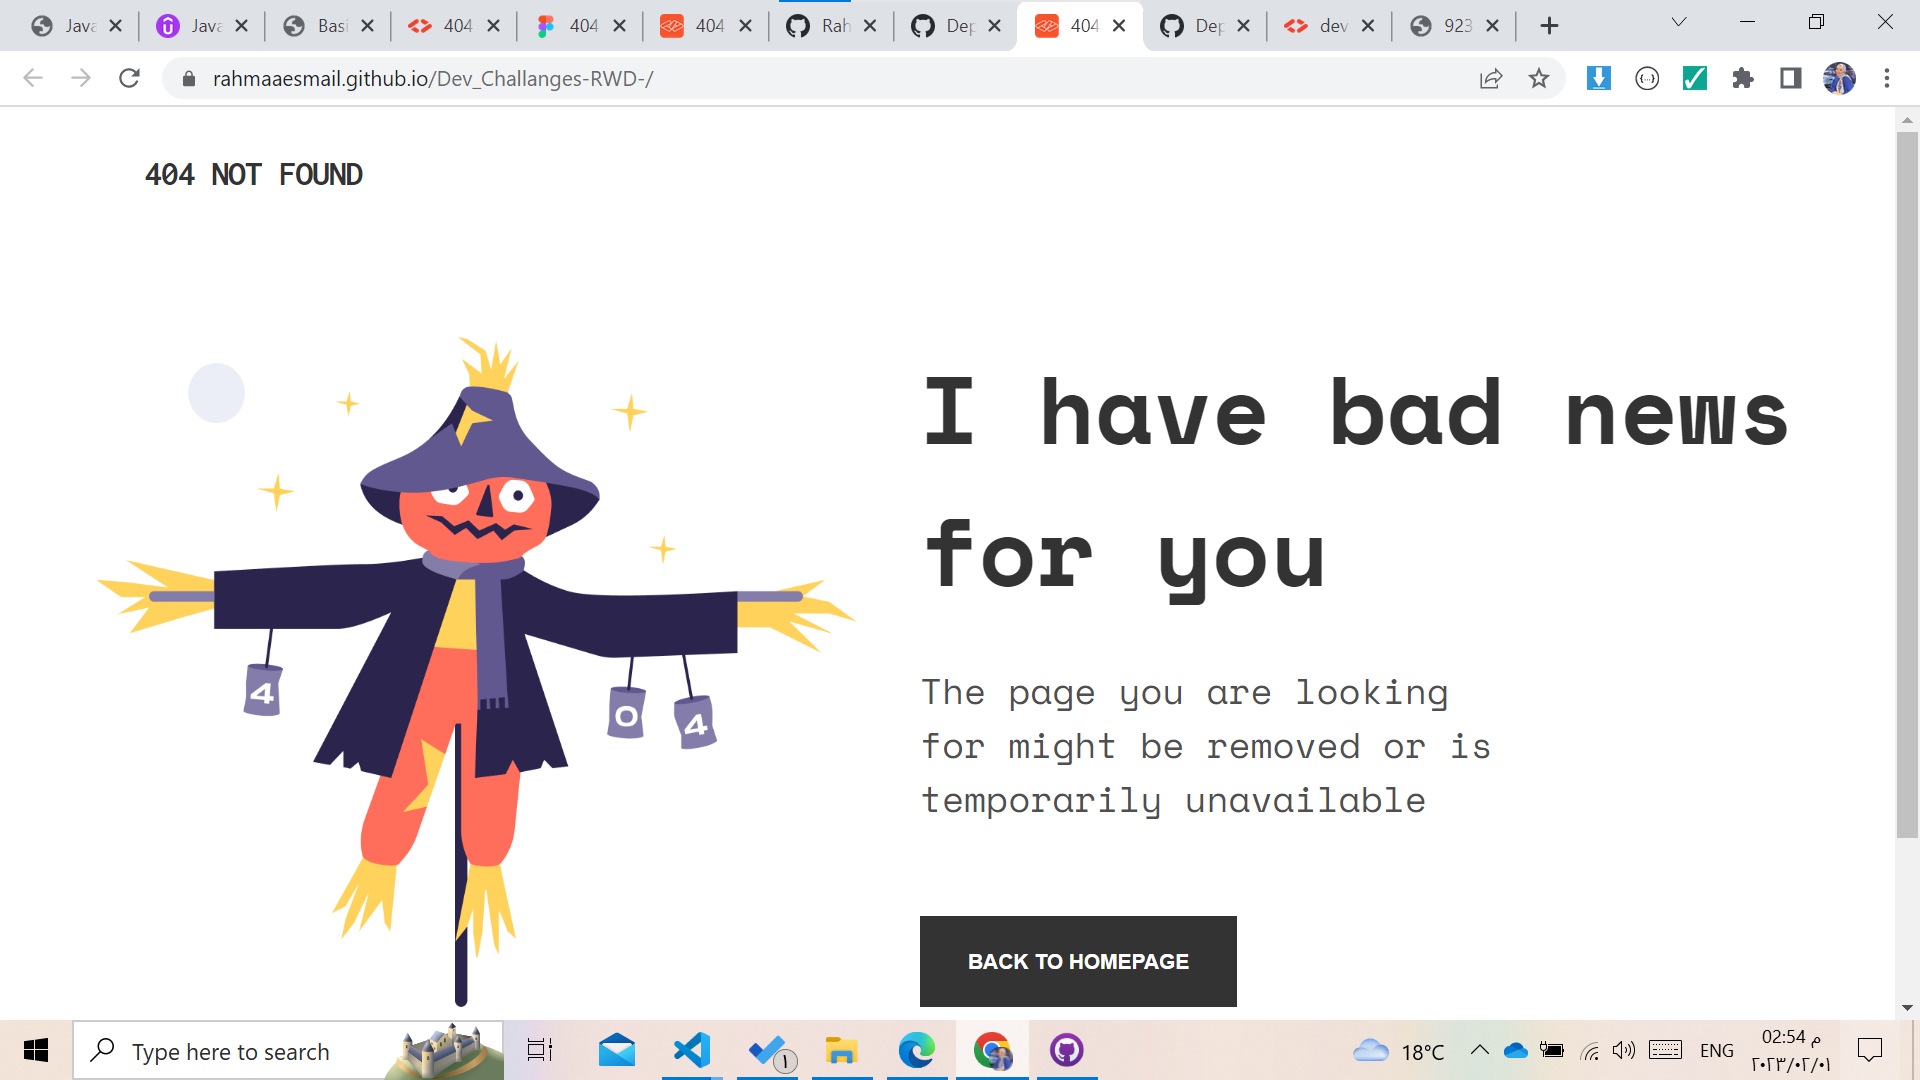 Java
Java
Basi
404
404
404
Rah
Dep
404
Dep
dev
923
rahmaaesmail.github.io/Dev_Challanges-RWD-/
404 NOT FOUND
I have bad news
for you
4
0
4
The page you are looking
for might be removed or is
temporarily unavailable
BACK TO HOMEPAGE
Type here to search
١
18°C
ENG
02:54 م
٢٠٢٣/٠٢/٠١